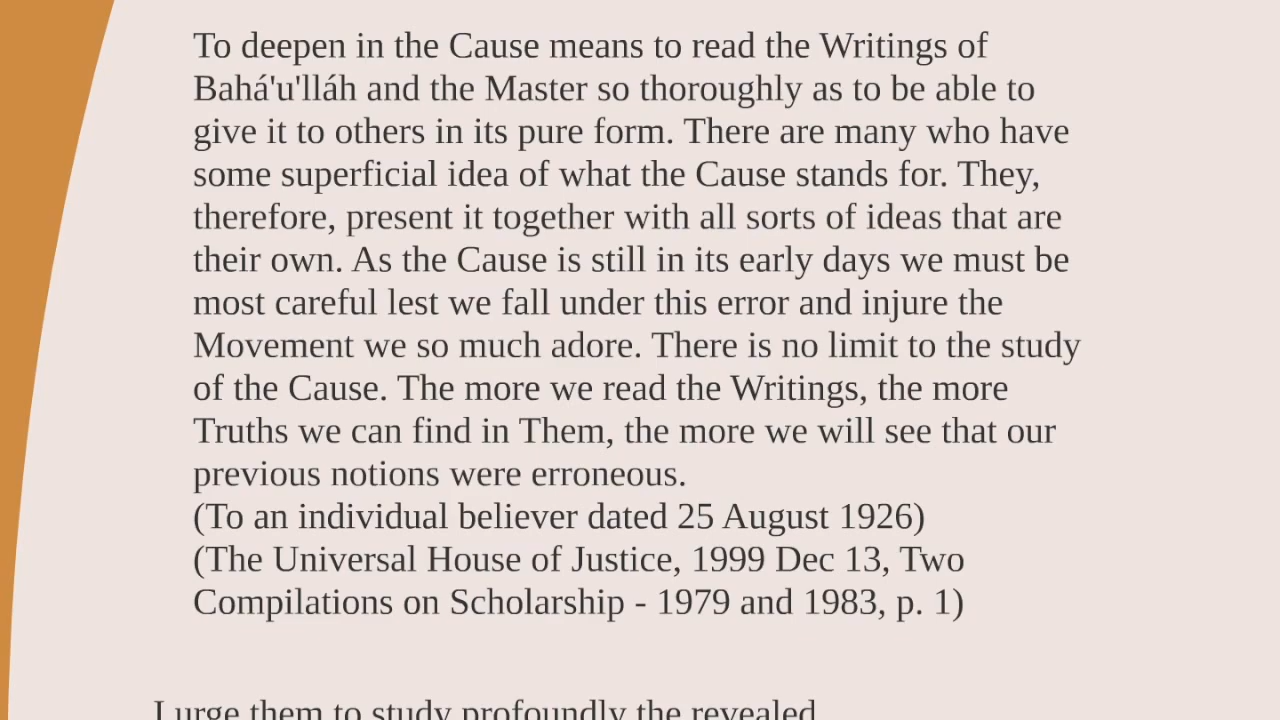 To deepen in the Cause means to read the Writings of
Bahá'u'lláh and the Master so thoroughly as to be able to
give it to others in its pure form. There are many who have
some superficial idea of what the Cause stands for. They,
therefore, present it together with all sorts of ideas that are
their own. As the Cause is still in its early days we must be
most careful lest we fall under this error and injure the
Movement we so much adore. There is no limit to the study
of the Cause. The more we read the Writings, the more
Truths we can find in Them, the more we will see that our
previous notions were erroneous.
(To an individual believer dated 25 August 1926)
(The Universal House of Justice, 1999 Dec 13, Two
Compilations on Scholarship - 1979 and 1983, p. 1)
I urge them to study profoundly the revealed